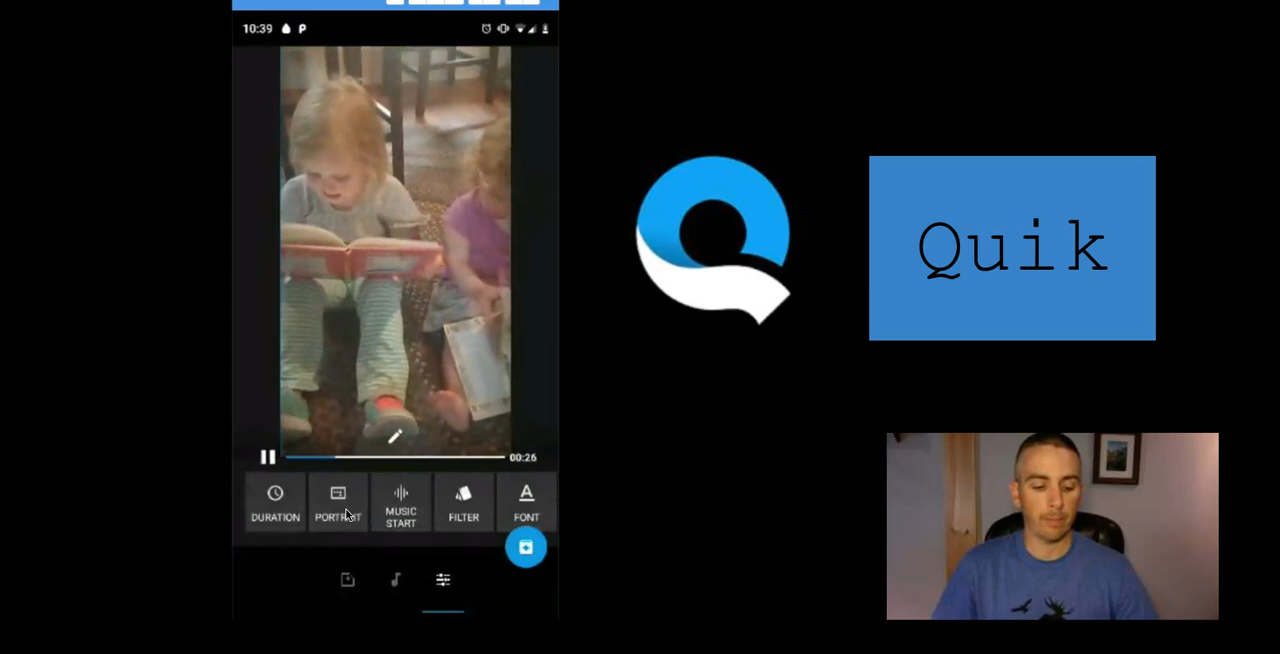 10:39
Quik
00:26
DURATION
PORTRAIT
MUSIC
START
FILTER
FONT